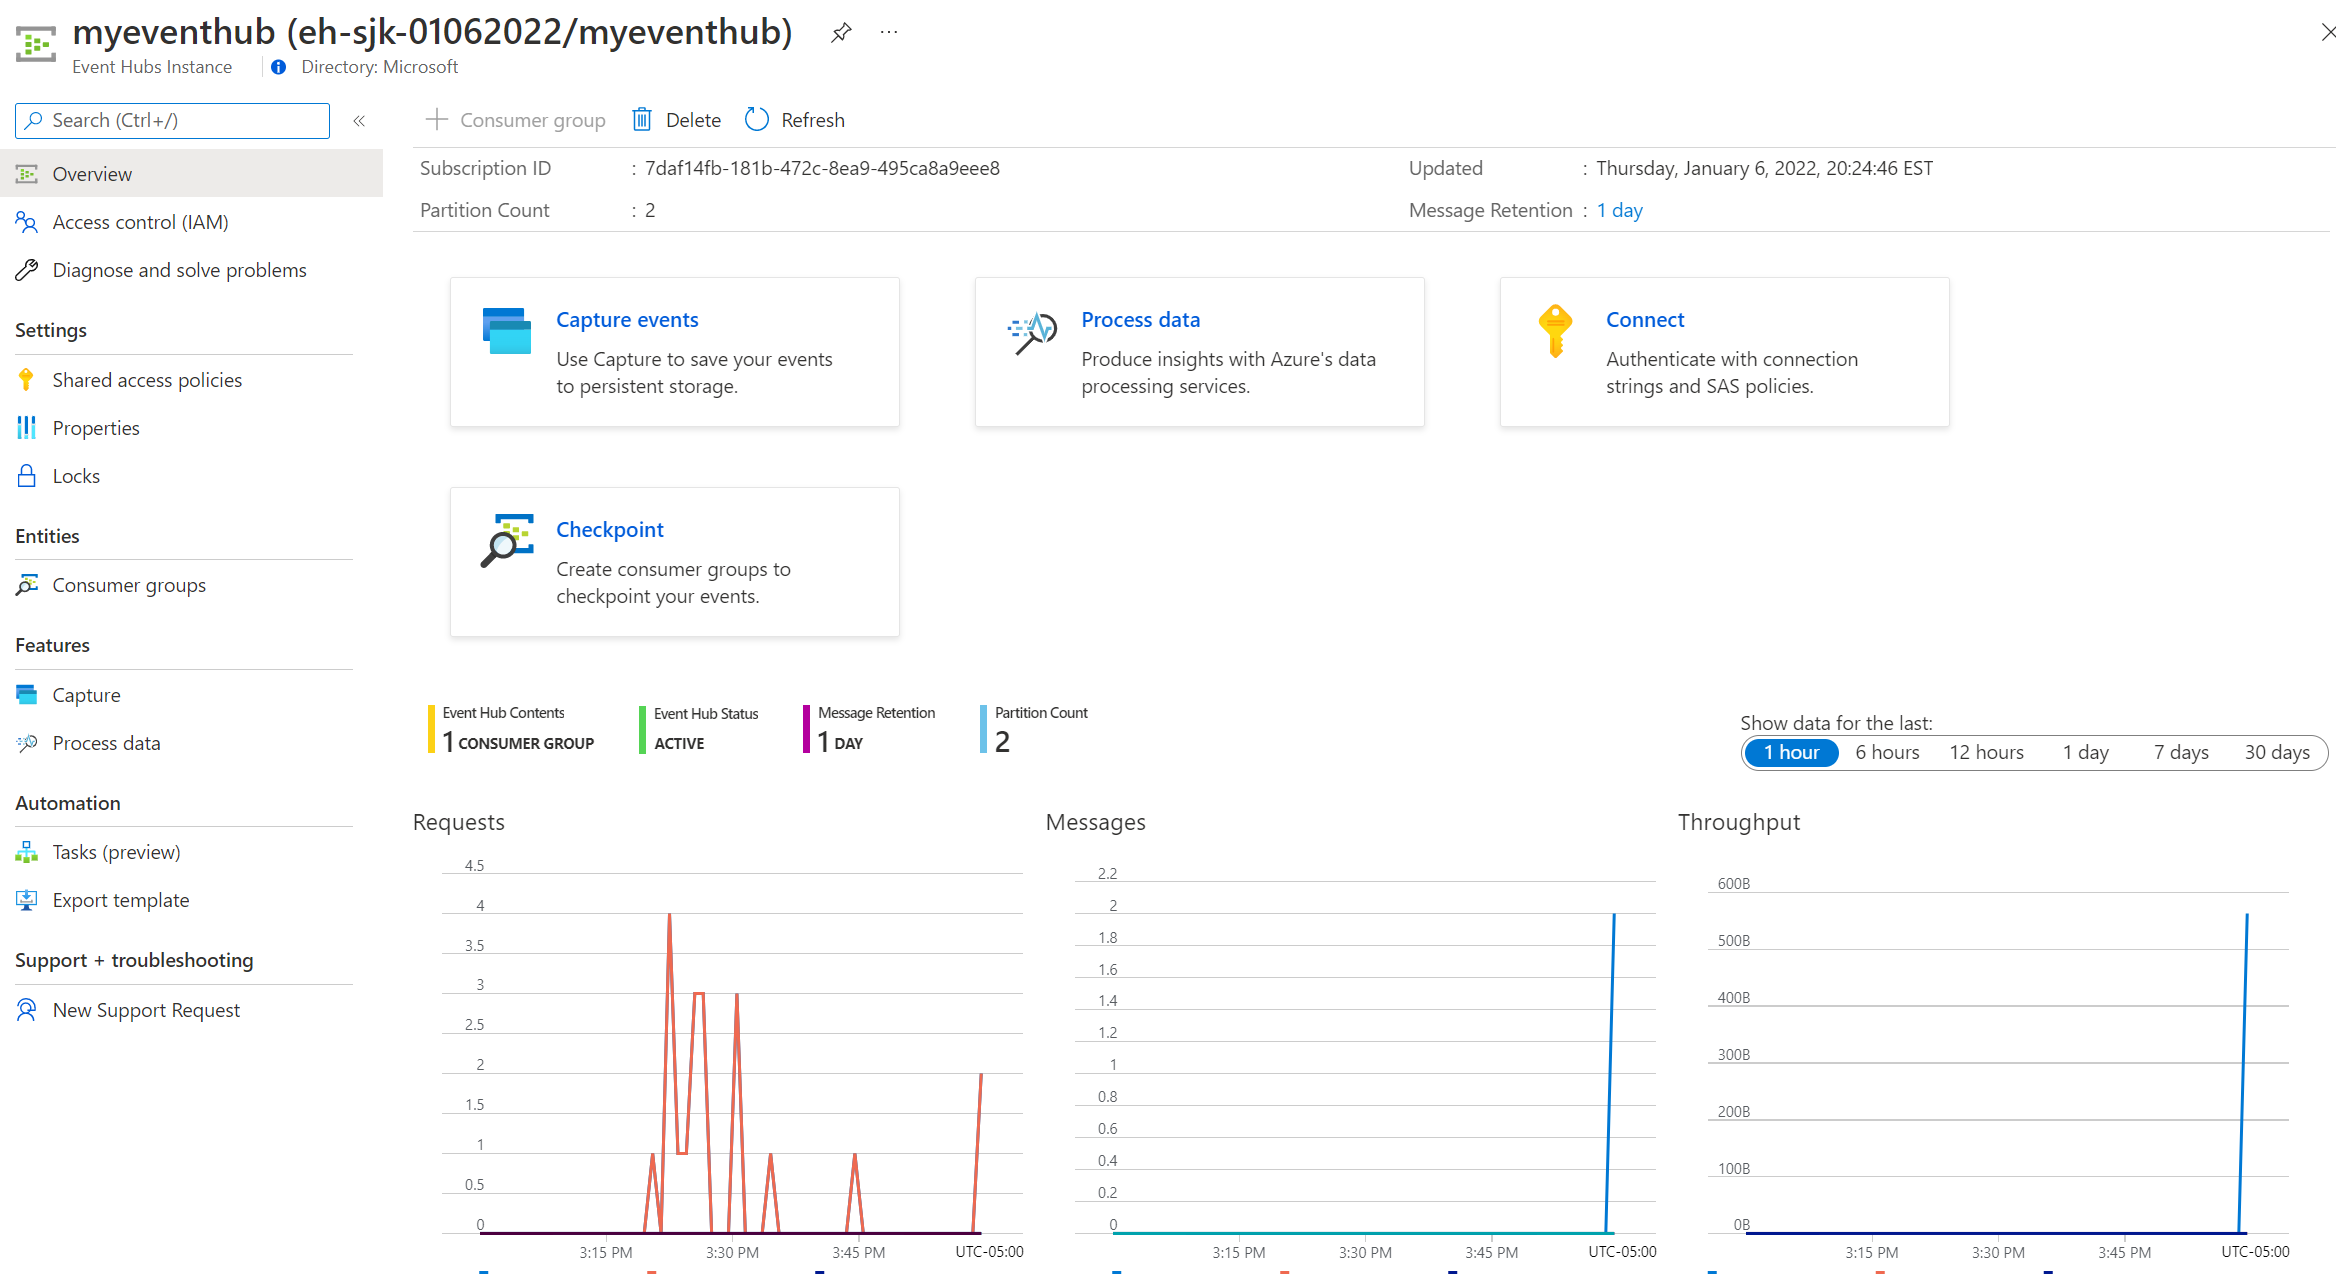 myeventhub (eh-sjk-01062022/myeventhub) ...
Event Hubs Instance
Directory: Microsoft
Search (Ctrl+/)
«
Overview
Access control (IAM)
Diagnose and solve problems
Settings
Shared access policies
Properties
Locks
Entities
Consumer groups
Features
Capture
Process data
Automation
Tasks (preview)
Export template
Support + troubleshooting
New Support Request
Consumer group
Delete
Refresh
Subscription ID : 7daf14fb-181b-472c-8ea9-495ca8a9eee8
Partition Count : 2
Updated : Thursday, January 6, 2022, 20:24:46 EST
Message Retention : 1 day
Capture events
Use Capture to save your events
to persistent storage.
Process data
Produce insights with Azure's data
processing services.
Connect
Authenticate with connection
strings and SAS policies.
Checkpoint
Create consumer groups to
checkpoint your events.
Event Hub Contents
1 CONSUMER GROUP
Event Hub Status
ACTIVE
Message Retention
1 DAY
Partition Count
2
Show data for the last:
1 hour 6 hours 12 hours 1 day 7 days 30 days
Requests
4.5
4
3.5
3
2.5
2
1.5
1
0.5
0
3:15 PM 3:30 PM 3:45 PM UTC-05:00
Messages
2.2
2
1.8
1.6
1.4
1.2
1
0.8
0.6
0.4
0.2
0
3:15 PM 3:30 PM 3:45 PM UTC-05:00
Throughput
600B
500B
400B
300B
200B
100B
0B
3:15 PM 3:30 PM 3:45 PM UTC-05:00